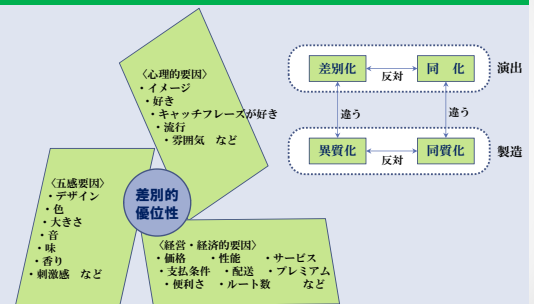 〈心理的要因〉
・イメージ
・好き
・キャッチフレーズが好き
・流行
・雰囲気　など
差別化
反対
同　化
演出
違う
違う
異質化
反対
同質化
製造
〈五感要因〉
・デザイン
・色
・大きさ
・音
・味
・香り
・刺激感　など
差別的
優位性
〈経営・経済的要因〉
・価格　・性能　・サービス
・支払条件　・配送　・プレミアム
・便利さ　・ルート数　など